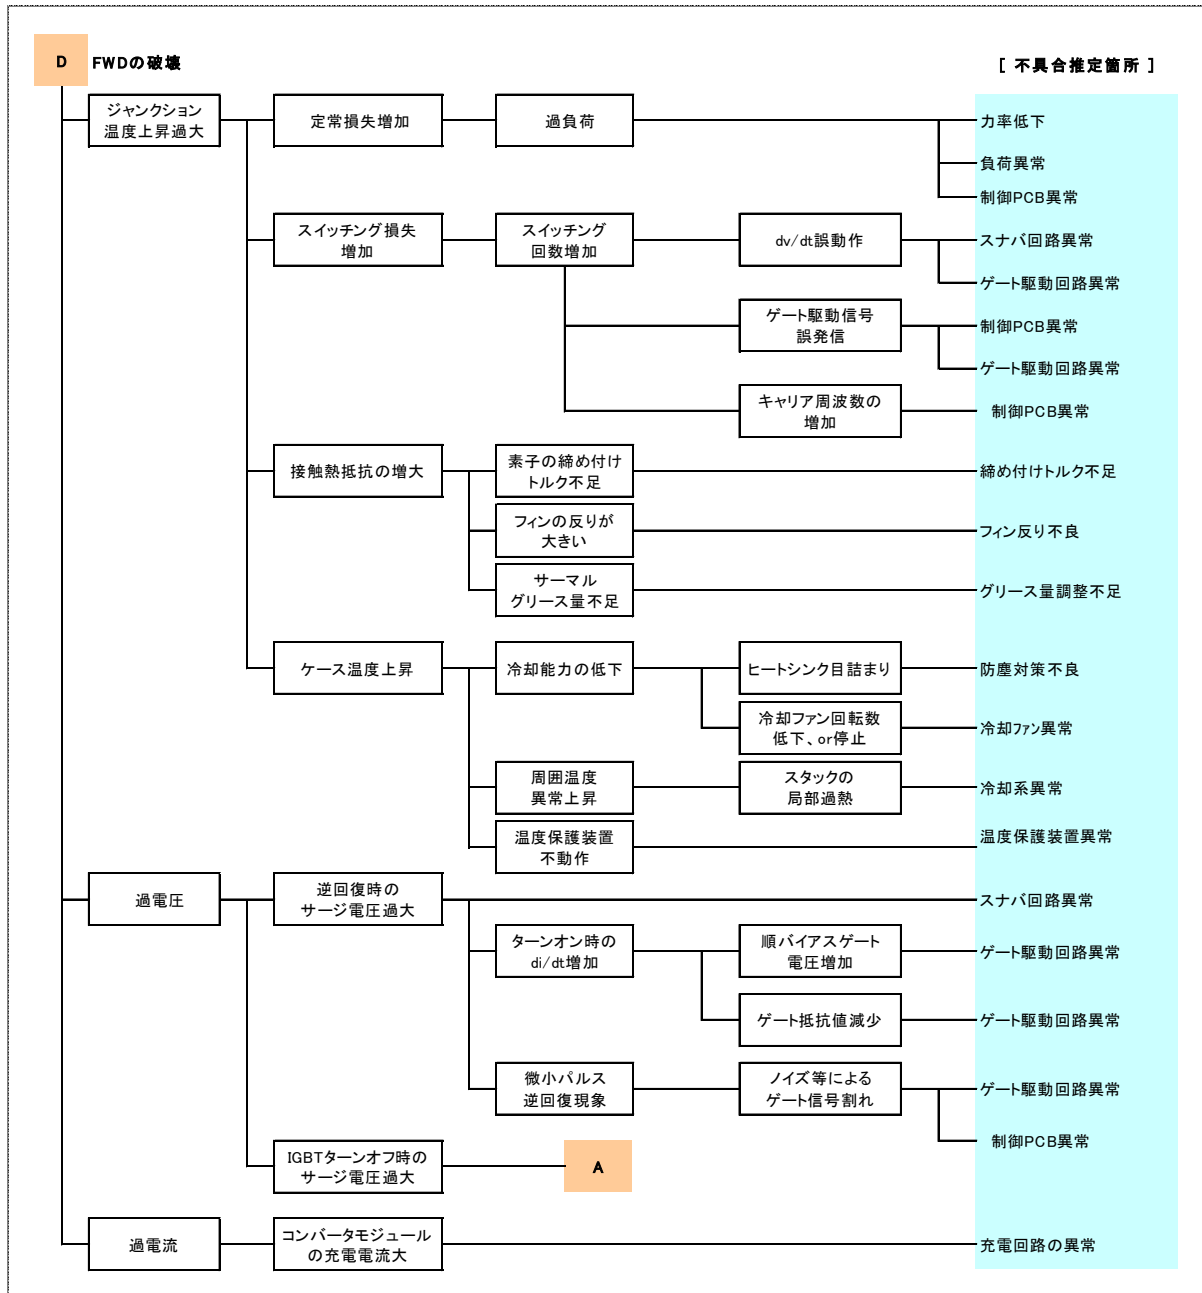 D
FWDの破壊
[ 不具合推定箇所 ]
ジャンクション
温度上昇過大
定常損失増加
過負荷
力率低下
負荷異常
制御PCB異常
スイッチング損失
増加
スイッチング
回数増加
dv/dt誤動作
スナバ回路異常
ゲート駆動回路異常
ゲート駆動信号
誤発信
制御PCB異常
ゲート駆動回路異常
キャリア周波数の
増加
制御PCB異常
接触熱抵抗の増大
素子の締め付け
トルク不足
締め付けトルク不足
フィンの反りが
大きい
フィン反り不良
サーマル
グリース量不足
グリース量調整不足
ケース温度上昇
冷却能力の低下
ヒートシンク目詰まり
防塵対策不良
冷却ファン回転数
低下、or停止
冷却ファン異常
周囲温度
異常上昇
スタックの
局部過熱
冷却系異常
温度保護装置
不動作
温度保護装置異常
過電圧
逆回復時の
サージ電圧過大
スナバ回路異常
ターンオン時の
di/dt増加
順バイアスゲート
電圧増加
ゲート駆動回路異常
ゲート抵抗値減少
ゲート駆動回路異常
微小パルス
逆回復現象
ノイズ等による
ゲート信号割れ
ゲート駆動回路異常
制御PCB異常
IGBTターンオフ時の
サージ電圧過大
A
過電流
コンバータモジュール
の充電電流大
充電回路の異常